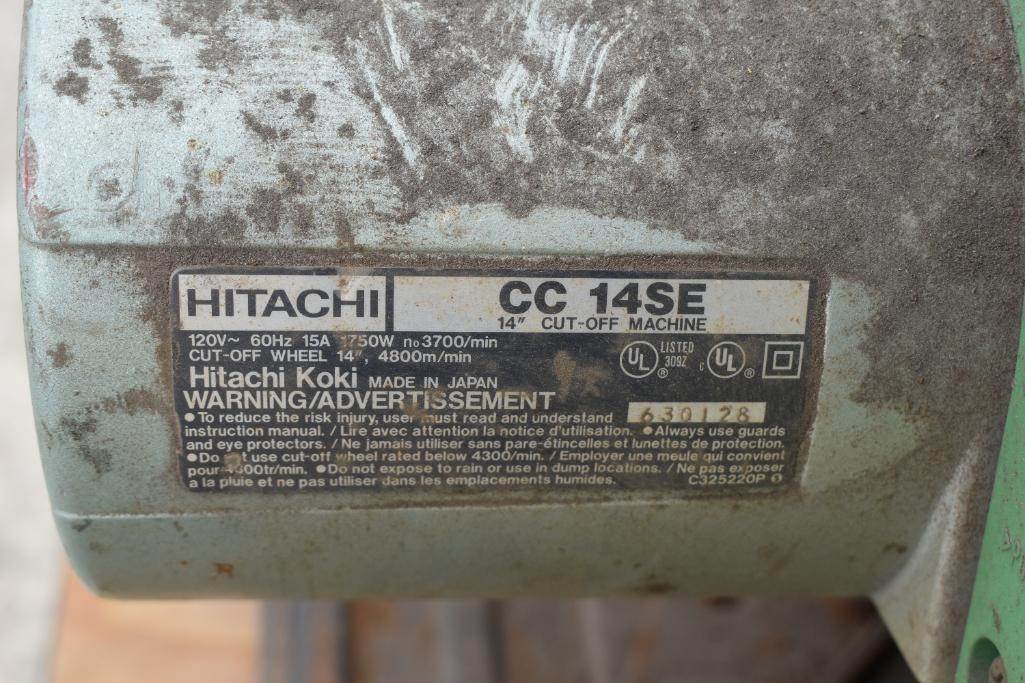 HITACHI
CC 14SE
14" CUT-OFF MACHINE
120V~ 60Hz 15A 1750W no3700/min
CUT-OFF WHEEL 14", 4800m/min
UL ® LISTED 309Z c UL ®
Hitachi Koki MADE IN JAPAN
WARNING/ADVERTISSEMENT
630128
● To reduce the risk injury, user must read and understand
instruction manual. / Lire avec attention la notice d'utilisation. ● Always use guards
and eye protectors. / Ne jamais utiliser sans pare-étincelles et lunettes de protection.
● Do not use cut-off wheel rated below 4300/min. / Employer une meule qui convient
pour 4300tr/min. ● Do not expose to rain or use in dump locations. / Ne pas exposer
a la pluie et ne pas utiliser dans les emplacements humides. C325220P